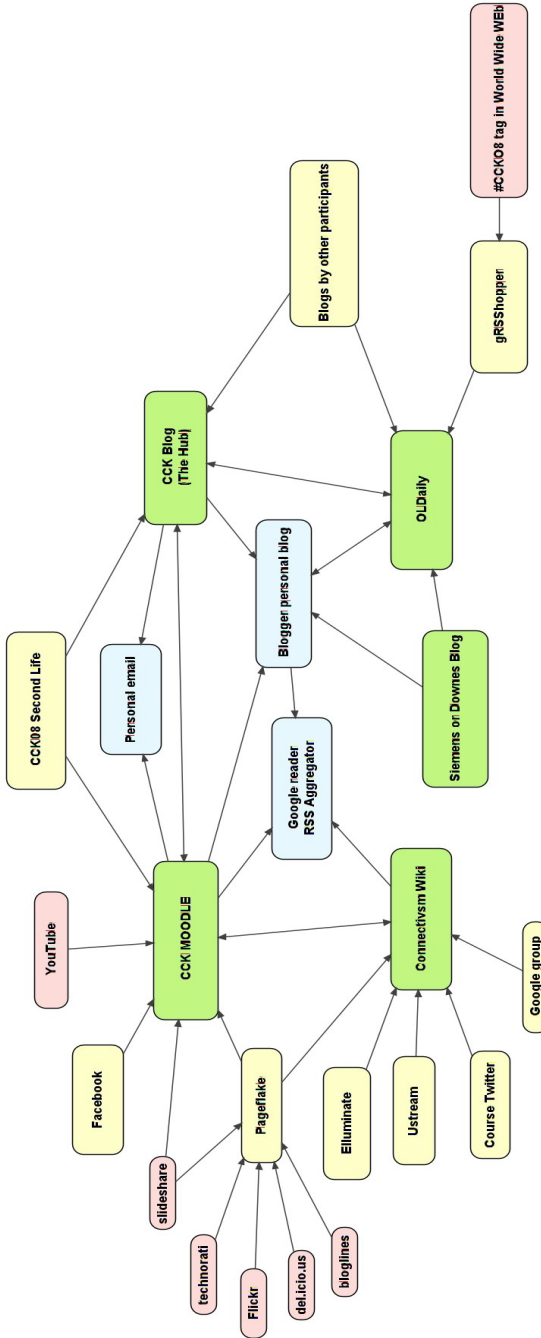 CCK08 Second Life
YouTube
Facebook
Personal email
slideshare
CCK MOODLE
CCK Blog
(The Hub)
technorati
Flickr
Pageflake
Google reader
RSS Aggregator
Blogger personal blog
del.icio.us
Blogs by other participants
bloglines
Elluminate
Ustream
Connectivsm Wiki
OLDaily
Siemens or Downes Blog
Course Twitter
gRSShopper
#CCK08 tag in World Wide WEb
Google group